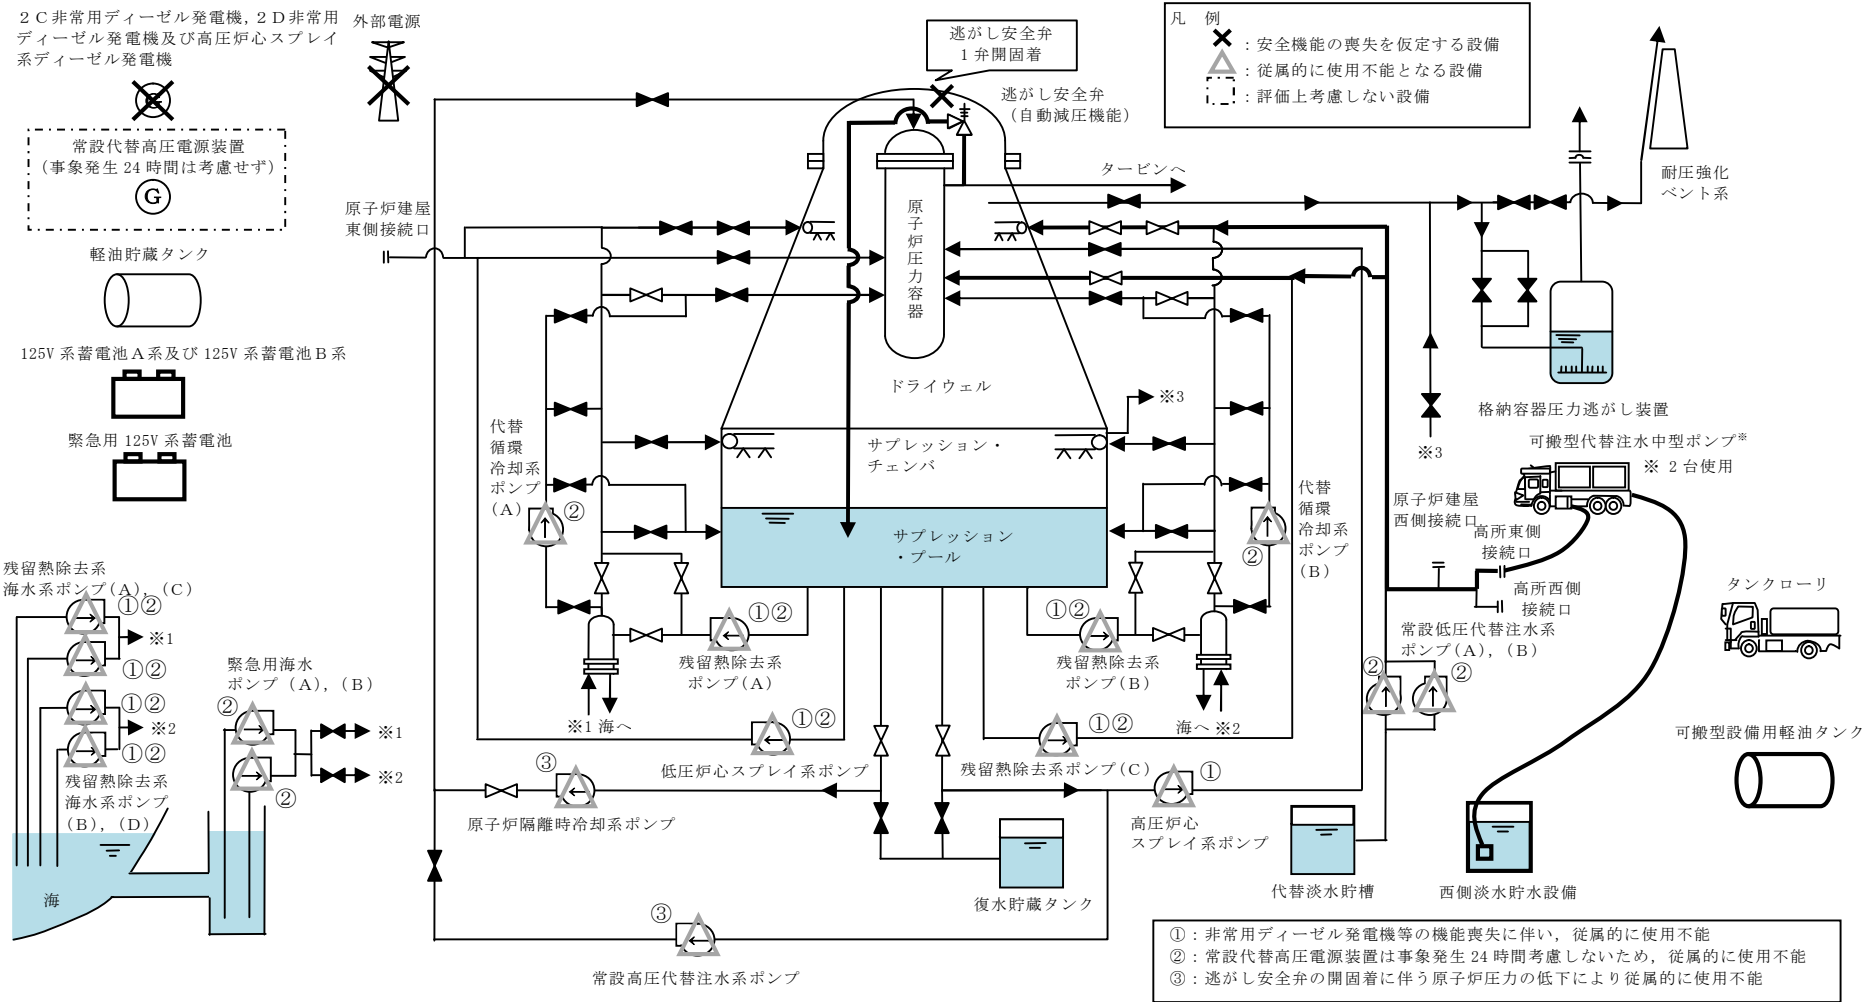 ２Ｃ非常用ディーゼル発電機，２Ｄ非常用
ディーゼル発電機及び高圧炉心スプレイ
系ディーゼル発電機
外部電源
G
常設代替高圧電源装置
（事象発生 24 時間は考慮せず）
G
軽油貯蔵タンク
125V 系蓄電池Ａ系及び 125V 系蓄電池Ｂ系
緊急用 125V 系蓄電池
逃がし安全弁
1 弁開固着
逃がし安全弁
（自動減圧機能）
凡　例
：安全機能の喪失を仮定する設備
：従属的に使用不能となる設備
：評価上考慮しない設備
タービンへ
耐圧強化
ベント系
原子炉建屋
東側接続口
原子炉圧力容器
ドライウェル
※3
格納容器圧力逃がし装置
※3
可搬型代替注水中型ポンプ※
※ 2 台使用
代替
循環
冷却系
ポンプ
（A）
②
サプレッション・
チェンバ
サプレッション
・プール
代替
循環
冷却系
ポンプ
（B）
②
原子炉建屋
西側接続口
高所東側
接続口
高所西側
接続口
タンクローリ
残留熱除去系
海水系ポンプ（A），（C）
①②
※1
①②
①②
※2
①②
残留熱除去系
海水系ポンプ
（B），（D）
海
緊急用海水
ポンプ（A），（B）
②
※1
※2
②
①②
残留熱除去系
ポンプ（A）
※1 海へ
①②
残留熱除去系
ポンプ（B）
海へ ※2
常設低圧代替注水系
ポンプ（A），（B）
②
②
①②
低圧炉心スプレイ系ポンプ
①②
残留熱除去系ポンプ（C）
③
原子炉隔離時冷却系ポンプ
①
高圧炉心
スプレイ系ポンプ
可搬型設備用軽油タンク
復水貯蔵タンク
代替淡水貯槽
西側淡水貯水設備
③
常設高圧代替注水系ポンプ
①：非常用ディーゼル発電機等の機能喪失に伴い，従属的に使用不能
②：常設代替高圧電源装置は事象発生 24 時間考慮しないため，従属的に使用不能
③：逃がし安全弁の開固着に伴う原子炉圧力の低下により従属的に使用不能